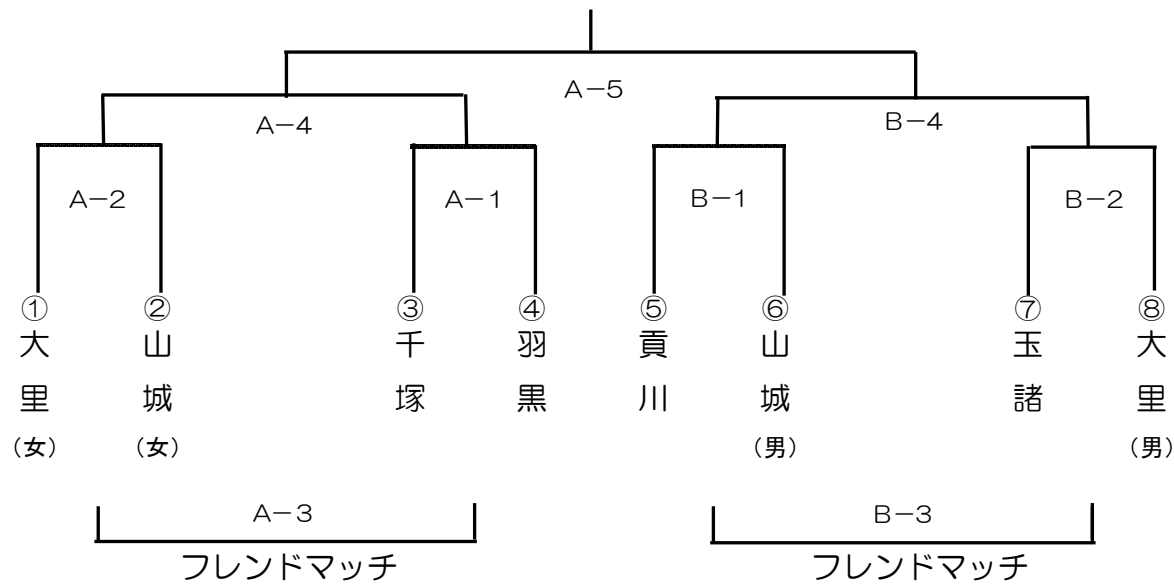 A-5
A-4
B-4
A-2
A-1
B-1
B-2
①大里(女)
②山城(女)
③千塚
④羽黒
⑤貢川
⑥山城(男)
⑦玉諸
⑧大里(男)
A-3
B-3
フレンドマッチ
フレンドマッチ